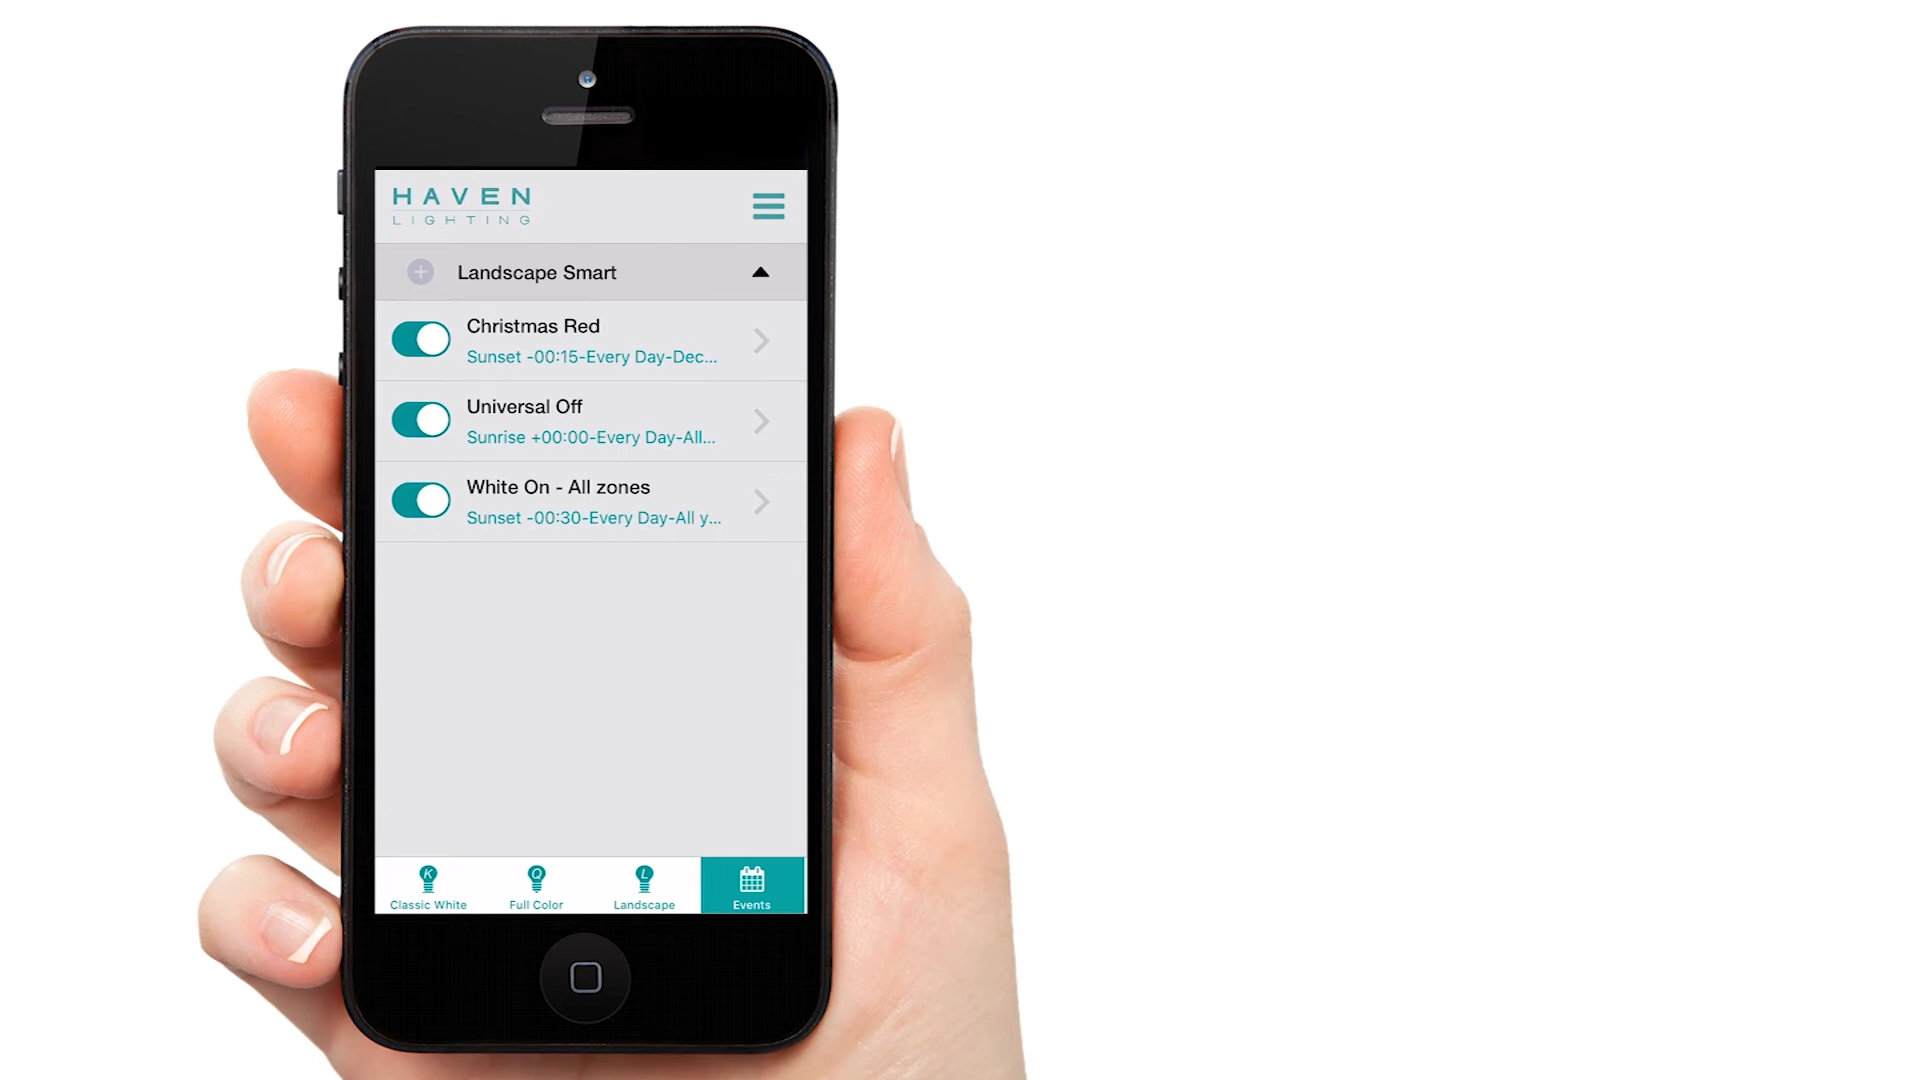 HAVEN
LIGHTING
Landscape Smart
Christmas Red
Sunset -00:15-Every Day-Dec...
Universal Off
Sunrise +00:00-Every Day-All...
White On - All zones
Sunset -00:30-Every Day-All y...
K
Q
L
Classic White
Full Color
Landscape
Events